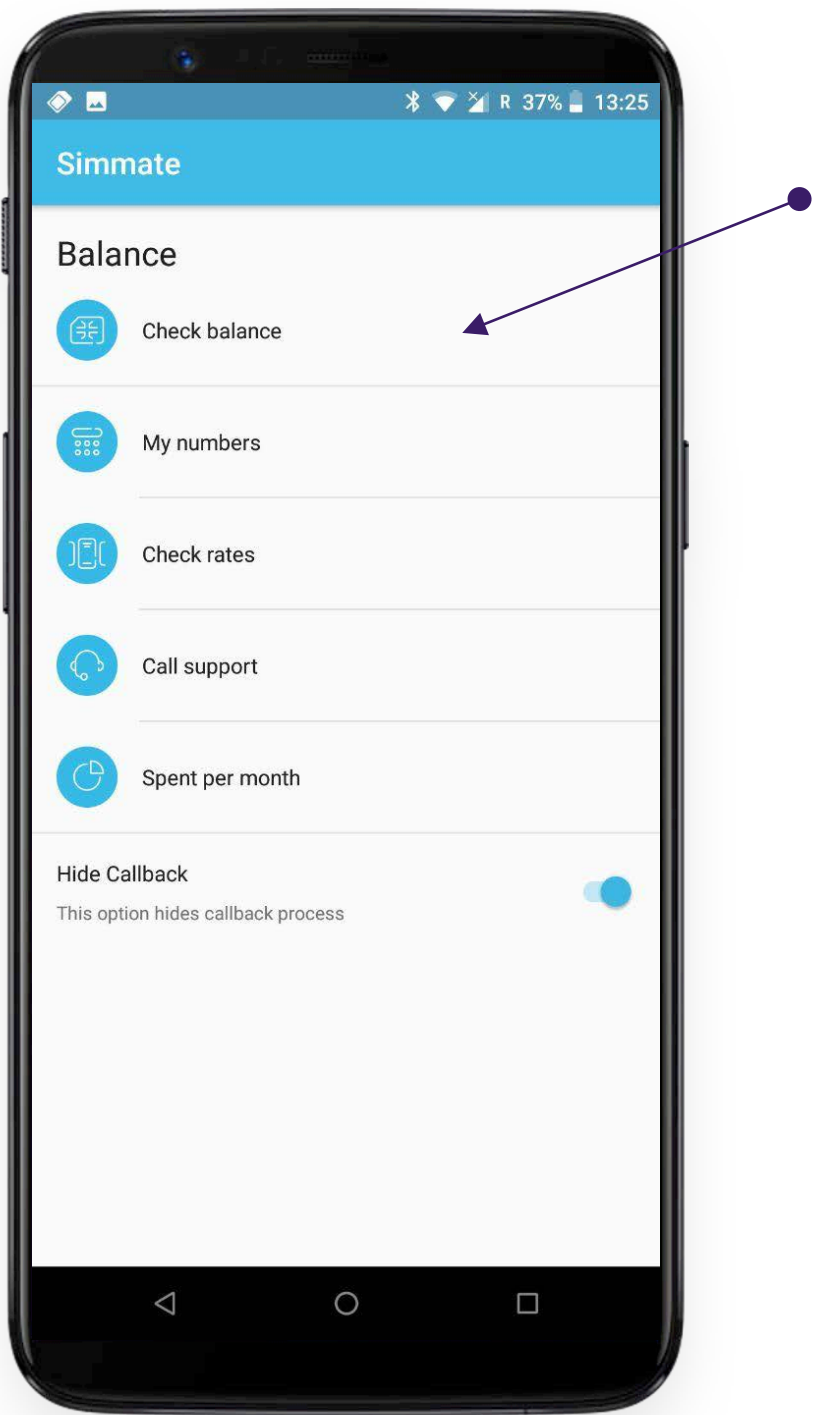 R 37% 13:25
Simmate
Balance
Check balance
My numbers
Check rates
Call support
Spent per month
Hide Callback
This option hides callback process